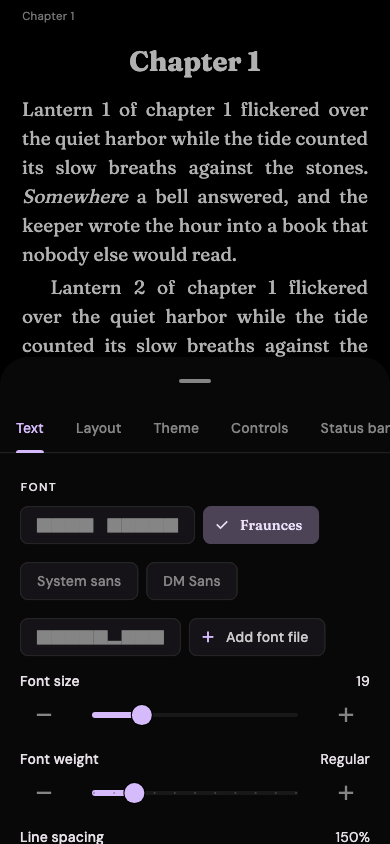 Chapter 1
Chapter 1
Lantern 1 of chapter 1 flickered over
the quiet harbor while the tide counted
its slow breaths against the stones.
Somewhere a bell answered, and the
keeper wrote the hour into a book that
nobody else would read.
Lantern 2 of chapter 1 flickered
over the quiet harbor while the tide
counted its slow breaths against the
Text Layout Theme Controls Status bar
FONT
Fraunces
System sans DM Sans
Add font file
Font size 19
Font weight Regular
Line spacing 150%